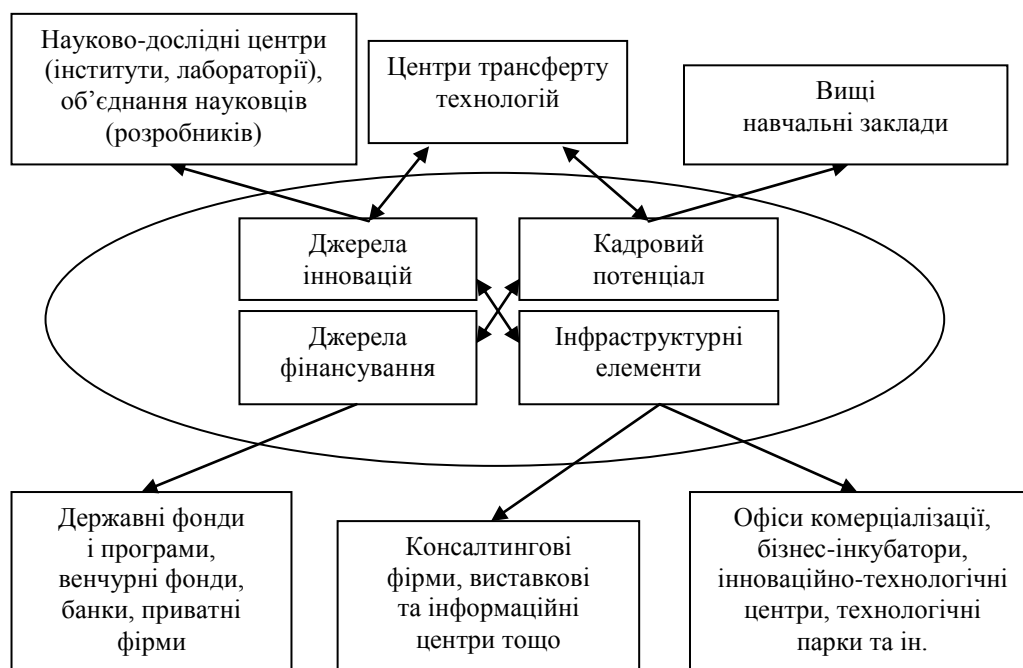 Науково-дослідні центри
(інститути, лабораторії),
об’єднання науковців
(розробників)
Центри трансферту
технологій
Вищі
навчальні заклади
Джерела
інновацій
Кадровий
потенціал
Джерела
фінансування
Інфраструктурні
елементи
Державні фонди
і програми,
венчурні фонди,
банки, приватні
фірми
Консалтингові
фірми, виставкові
та інформаційні
центри тощо
Офіси комерціалізації,
бізнес-інкубатори,
інноваційно-технологічні
центри, технологічні
парки та ін.